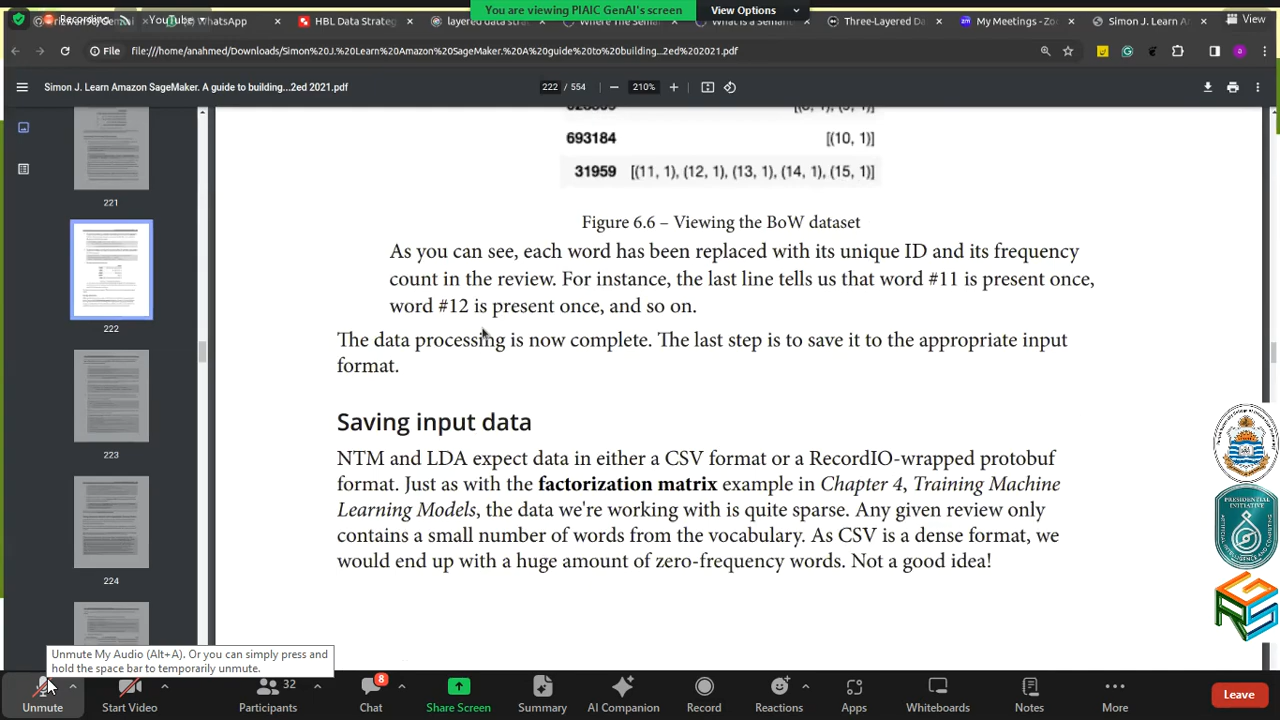 Recording
YouTube
WhatsApp
HBL Data Strateg
layered data stra
Where The Sema
What is a Semant
Three-Layered Da
My Meetings - Zo
Simon J. Learn A
You are viewing PIAIC GenAI's screen
View Options
View
File
file:///home/anahmed/Downloads/Simon%20J.%20Learn%20Amazon%20SageMaker.%20A%20guide%20to%20building...2ed%202021.pdf
Simon J. Learn Amazon SageMaker. A guide to building...2ed 2021.pdf
222 / 554
210%
693184 [(10, 1)]
31959 [(11, 1), (12, 1), (13, 1), (14, 1), (15, 1)]
Figure 6.6 – Viewing the BoW dataset
As you can see, each word has been replaced with its unique ID and its frequency
count in the review. For instance, the last line tells us that word #11 is present once,
word #12 is present once, and so on.
The data processing is now complete. The last step is to save it to the appropriate input
format.
Saving input data
NTM and LDA expect data in either a CSV format or a RecordIO-wrapped protobuf
format. Just as with the factorization matrix example in Chapter 4, Training Machine
Learning Models, the data we're working with is quite sparse. Any given review only
contains a small number of words from the vocabulary. As CSV is a dense format, we
would end up with a huge amount of zero-frequency words. Not a good idea!
221
222
223
224
Unmute My Audio (Alt+A). Or you can simply press and
hold the space bar to temporarily unmute.
Unmute
Start Video
32
Participants
8
Chat
Share Screen
Summary
AI Companion
Record
Reactions
Apps
Whiteboards
Notes
More
Leave